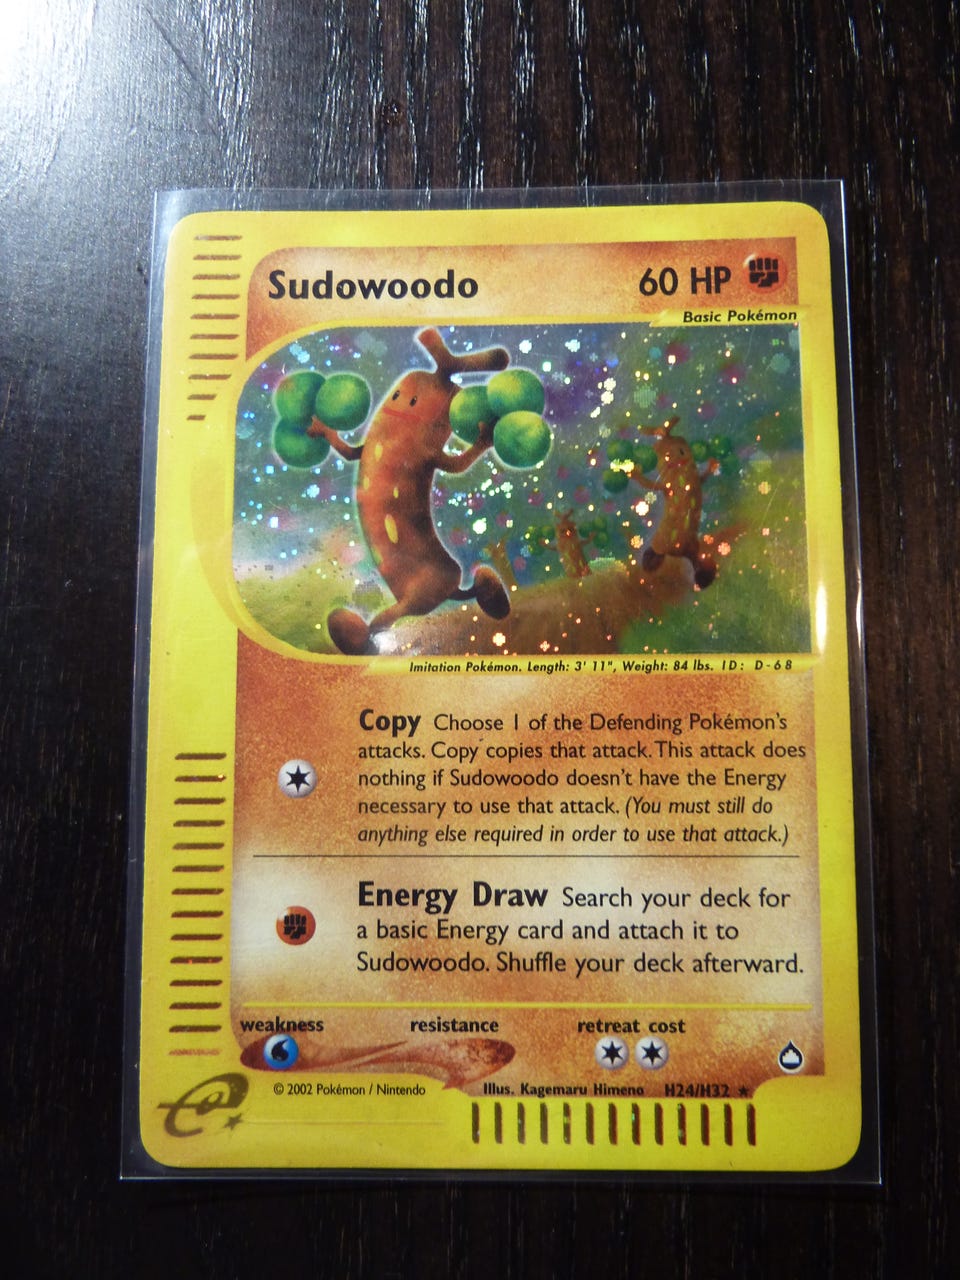 Sudowoodo 60 HP
Basic Pokémon
Imitation Pokémon. Length: 3' 11", Weight: 84 lbs. ID: D-68
Copy Choose 1 of the Defending Pokémon's
attacks. Copy copies that attack. This attack does
nothing if Sudowoodo doesn't have the Energy
necessary to use that attack. (You must still do
anything else required in order to use that attack.)
Energy Draw Search your deck for
a basic Energy card and attach it to
Sudowoodo. Shuffle your deck afterward.
weakness resistance retreat cost
© 2002 Pokémon / Nintendo Illus. Kagemaru Himeno H24/H32 ★
e